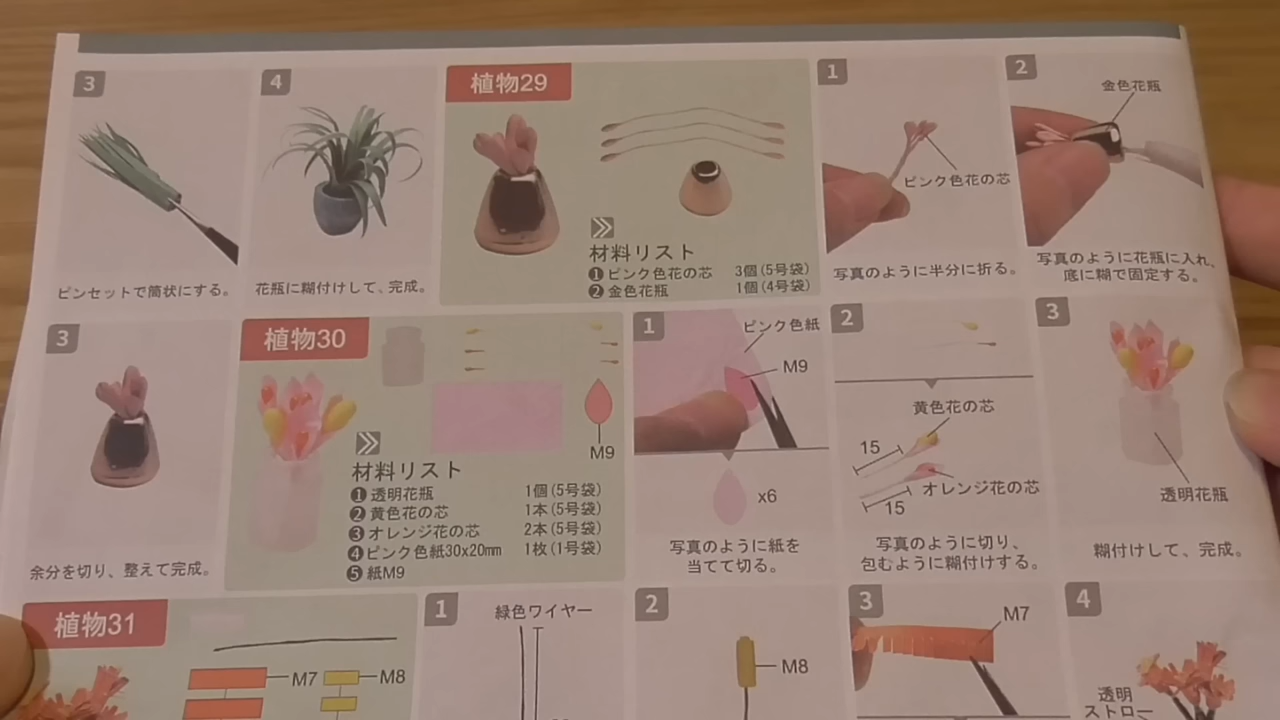 3
ピンセットで筒状にする。
4
花瓶に糊付けして、完成。
植物29
材料リスト
❶ピンク色花の芯 3個(5号袋)
❷金色花瓶 1個(4号袋)
1
ピンク色花の芯
写真のように半分に折る。
2
金色花瓶
写真のように花瓶に入れ、
底に糊で固定する。
3
余分を切り、整えて完成。
植物30
M9
材料リスト
❶透明花瓶 1個(5号袋)
❷黄色花の芯 1本(5号袋)
❸オレンジ花の芯 2本(5号袋)
❹ピンク色紙30x20mm 1枚(1号袋)
❺紙M9
1
ピンク色紙
M9
x6
写真のように紙を
当てて切る。
2
黄色花の芯
15
オレンジ花の芯
15
写真のように切り、
包むように糊付けする。
3
透明花瓶
糊付けして、完成。
植物31
M7
M8
1
緑色ワイヤー
2
M8
3
M7
4
透明
ストロー